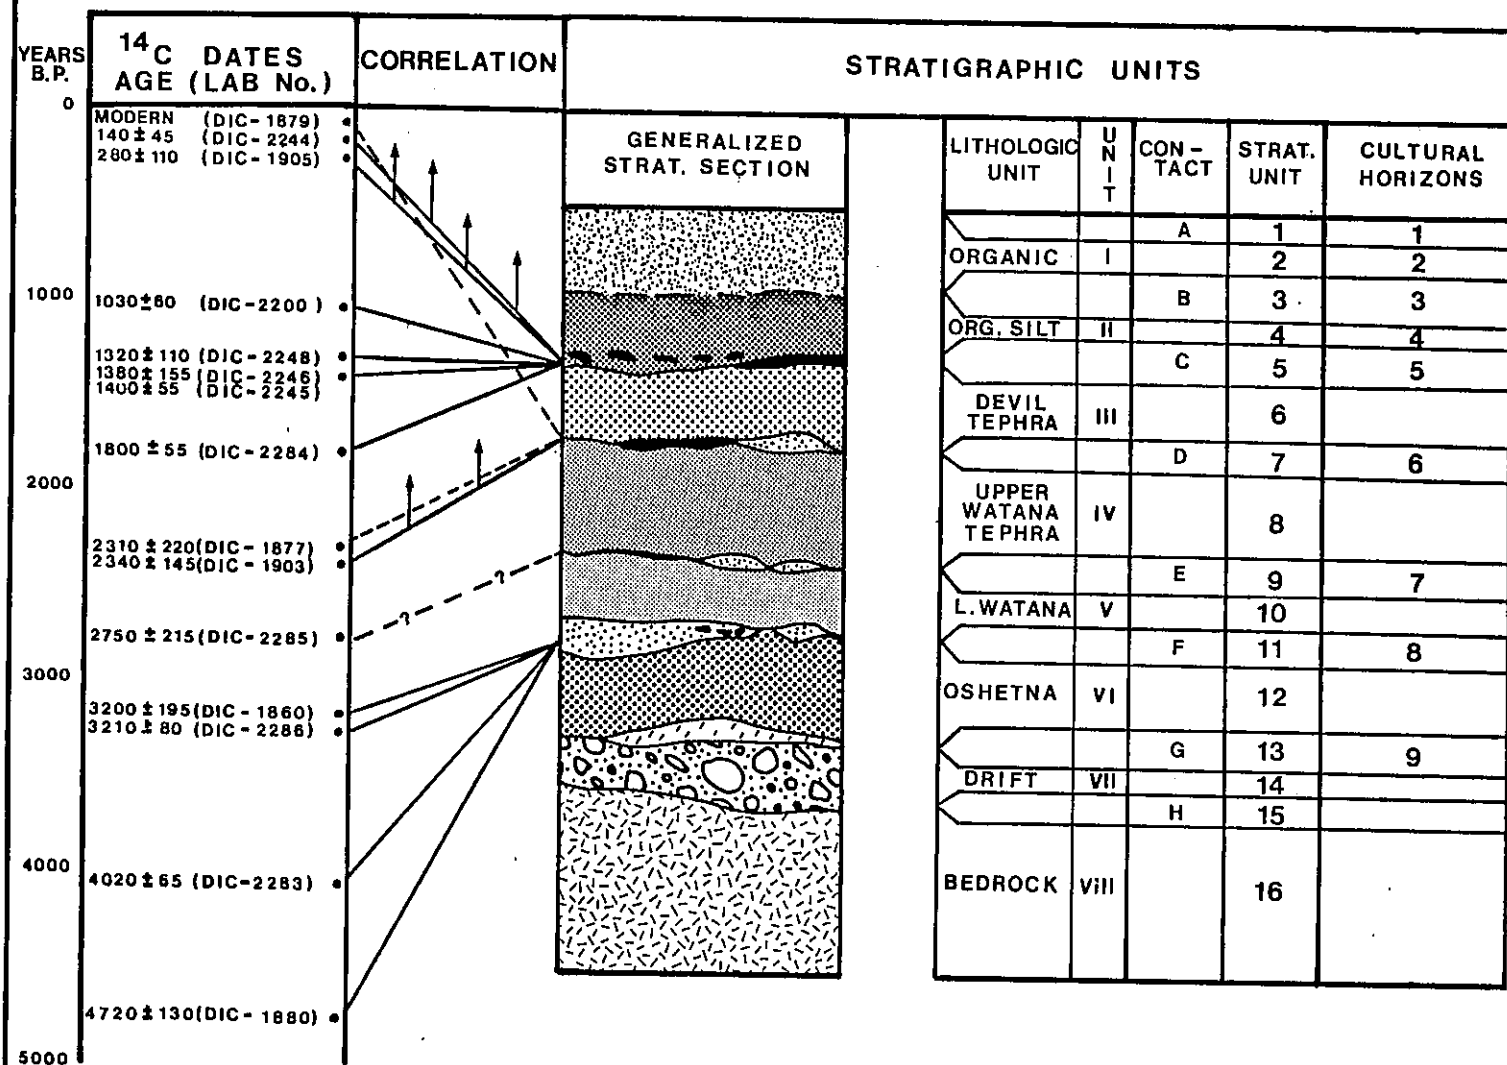 YEARS
B.P.
14C DATES
AGE (LAB No.)
CORRELATION
STRATIGRAPHIC UNITS
0
MODERN (DIC-1879)
140±45 (DIC-2244)
280±110 (DIC-1905)
1000
1030±80 (DIC-2200)
1320±110 (DIC-2248)
1380±155 (DIC-2246)
1400±55 (DIC-2245)
1800±55 (DIC-2284)
2000
2310±220(DIC-1877)
2340±145(DIC-1903)
2750±215(DIC-2285)
3000
3200±195(DIC-1860)
3210±80 (DIC-2286)
4000
4020±65 (DIC-2283)
4720±130(DIC-1880)
5000
?
?
GENERALIZED
STRAT. SECTION
LITHOLOGIC
UNIT
UNIT
CON-
TACT
STRAT.
UNIT
CULTURAL
HORIZONS
A 1 1
ORGANIC I 2 2
B 3 3
ORG. SILT II 4 4
C 5 5
DEVIL
TEPHRA III 6
D 7 6
UPPER
WATANA IV 8
TEPHRA
E 9 7
L.WATANA V 10
F 11 8
OSHETNA VI 12
G 13 9
DRIFT VII 14
H 15
BEDROCK VIII 16